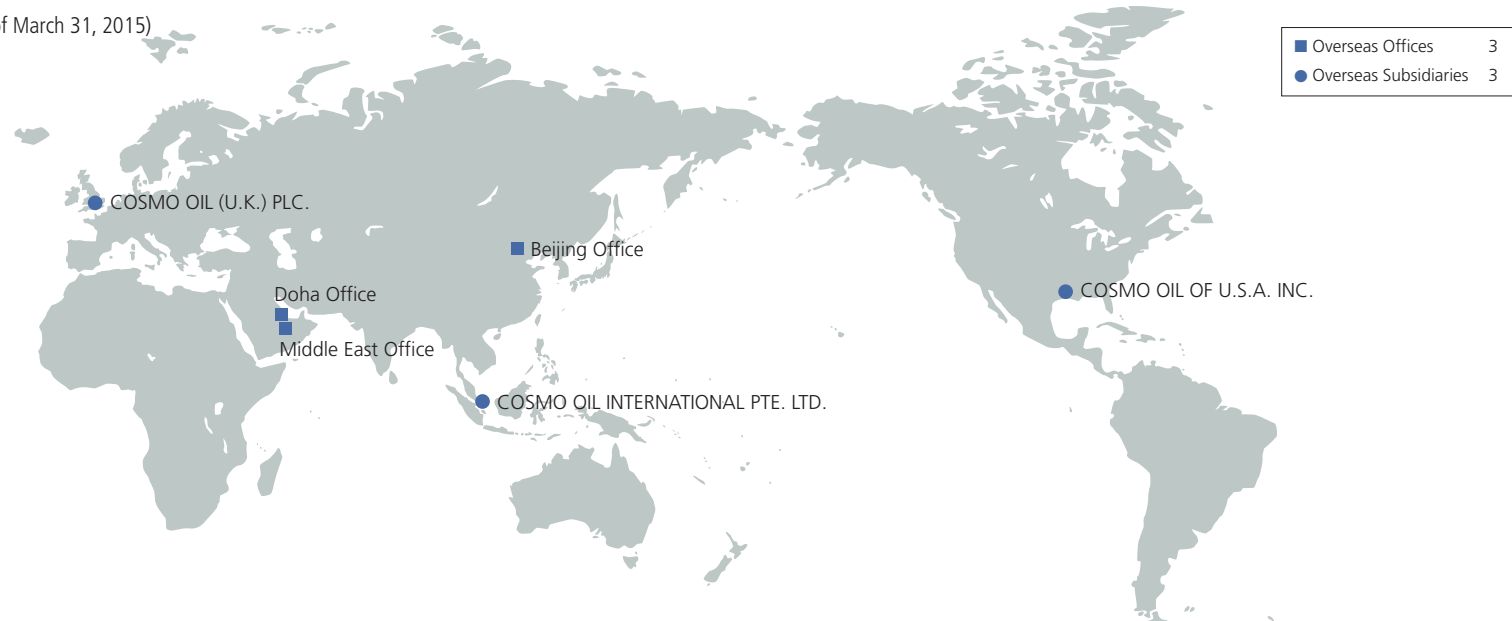 of March 31, 2015)
Overseas Offices 3
Overseas Subsidiaries 3
COSMO OIL (U.K.) PLC.
Beijing Office
Doha Office
COSMO OIL OF U.S.A. INC.
Middle East Office
COSMO OIL INTERNATIONAL PTE. LTD.